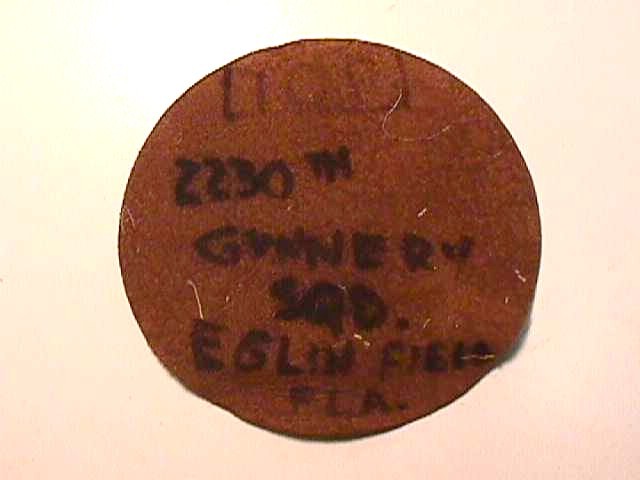 2230TH
GUNNERY
SQD.
EGLIN FIELD
FLA.